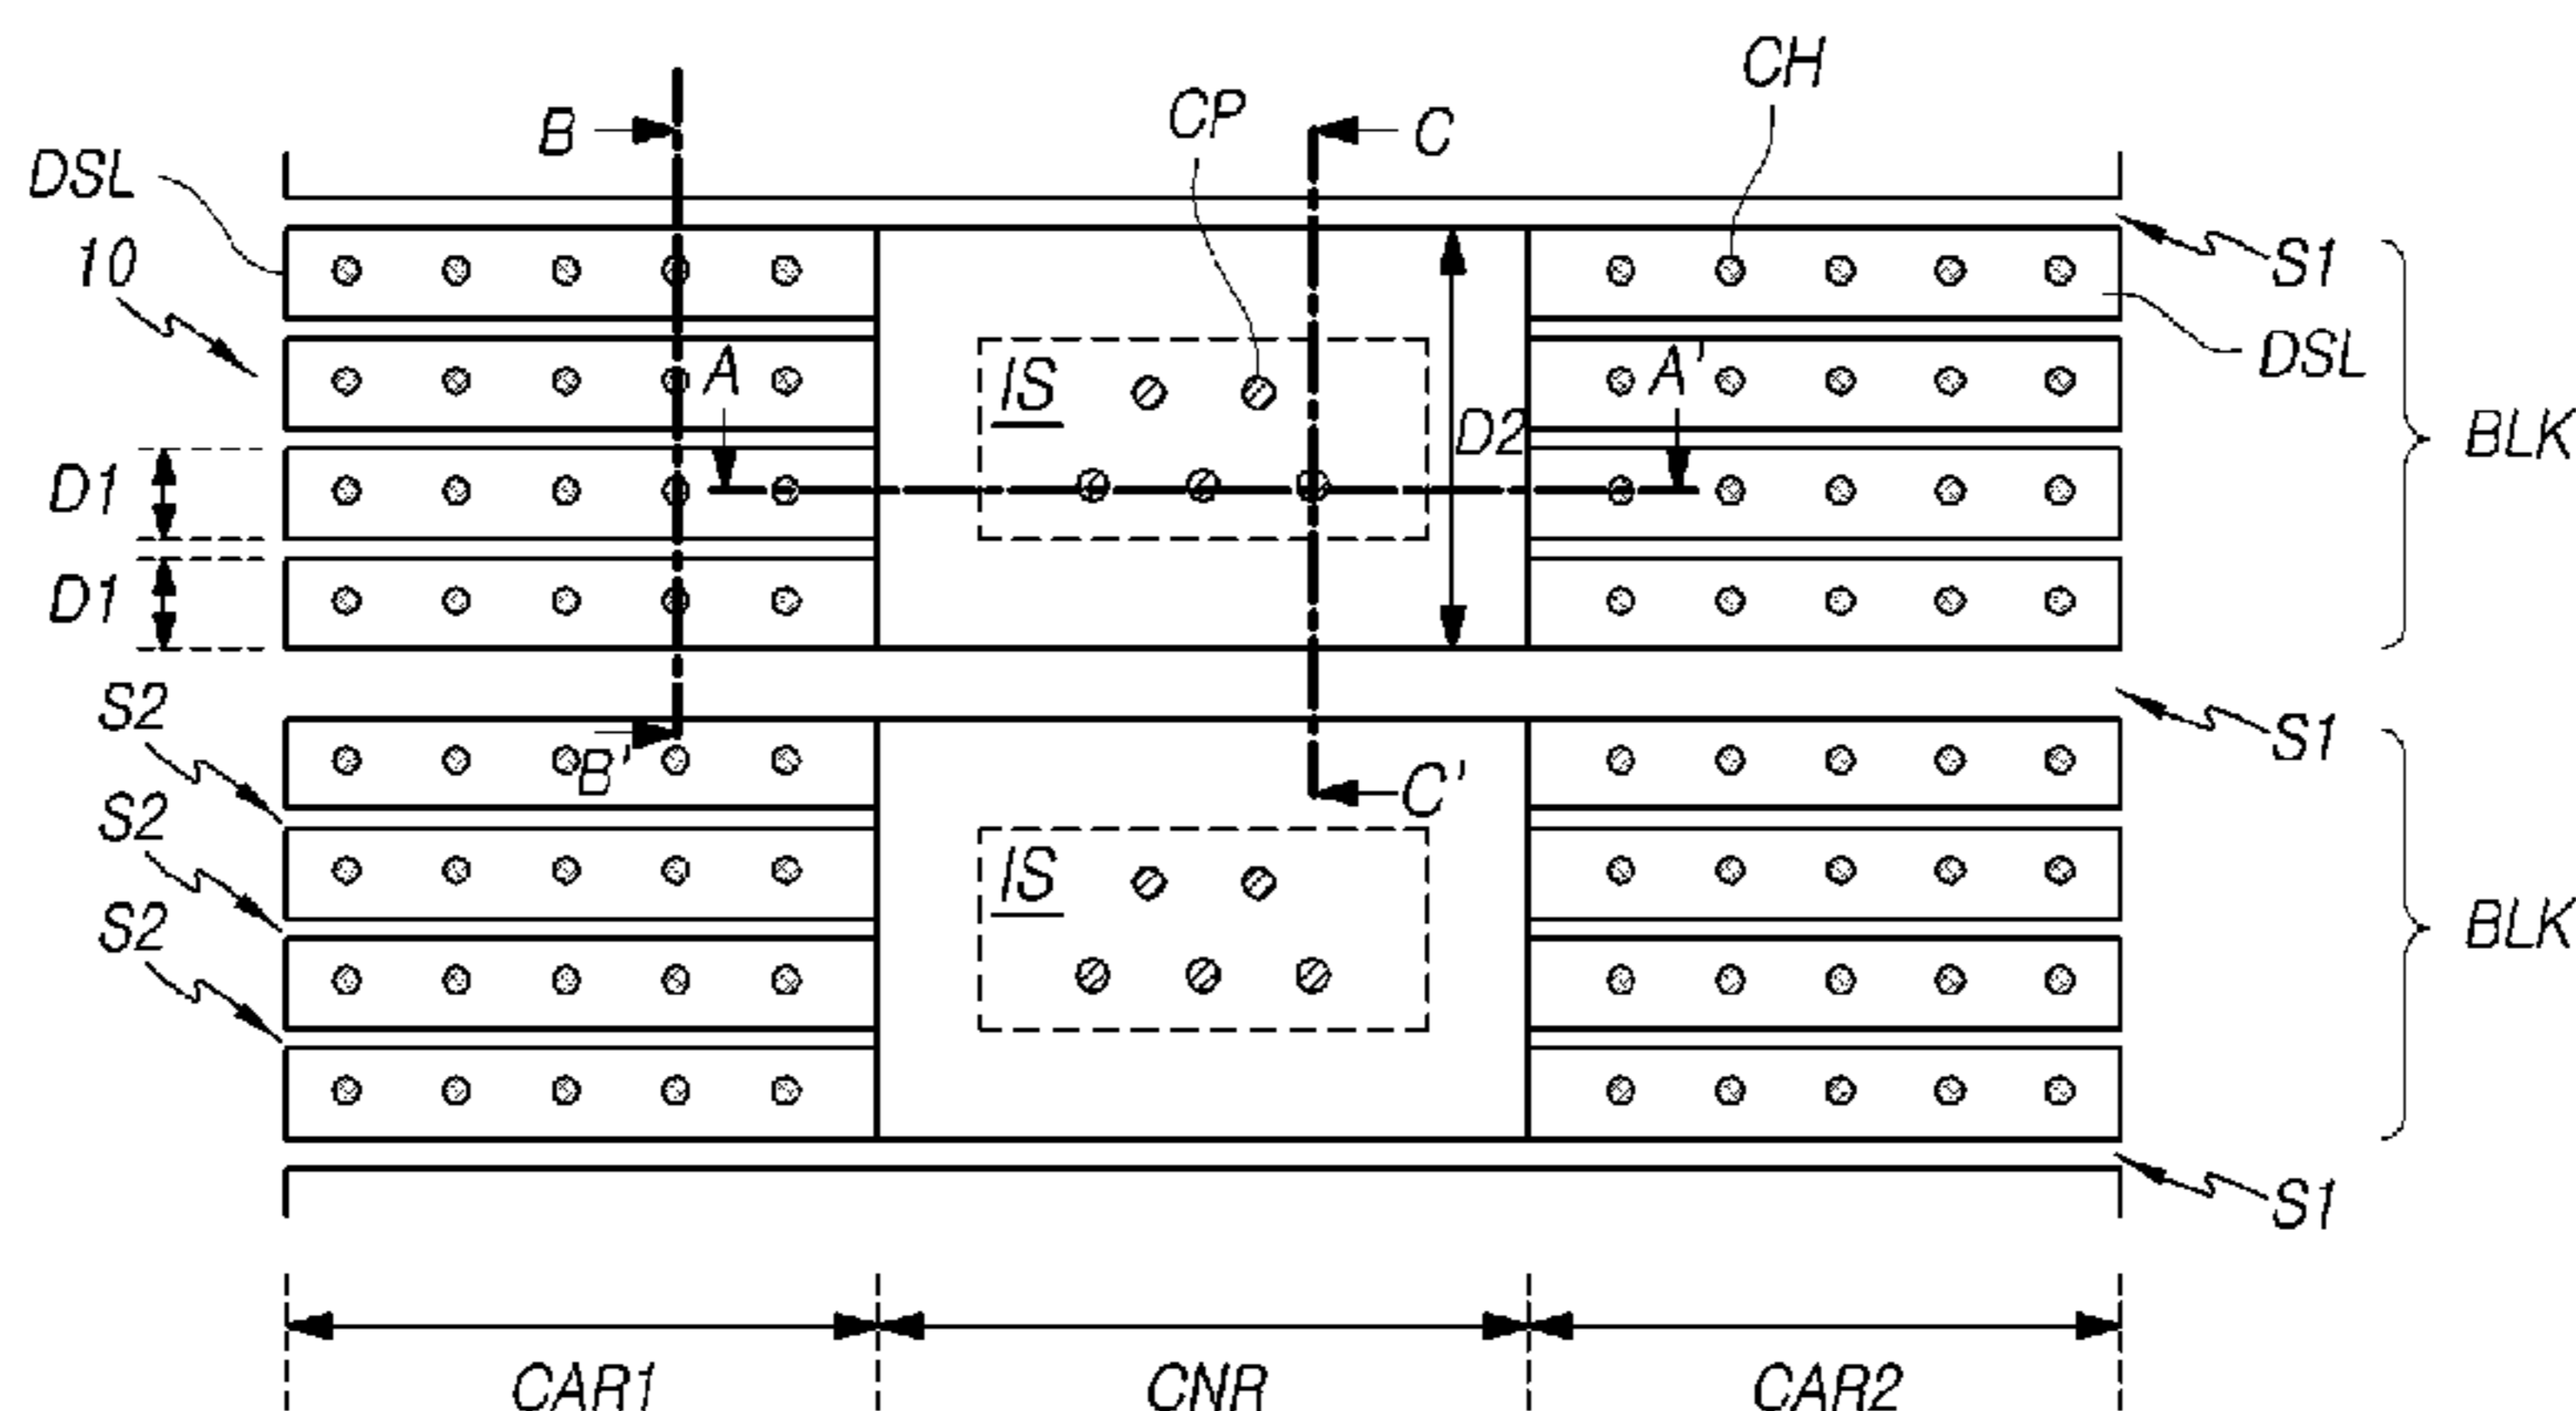 CH
CP
B
C
DSL
10
S1
DSL
A
A'
IS
D2
BLK
D1
D1
S2
B'
C'
S1
S2
IS
S2
BLK
S1
CAR1
CNR
CAR2